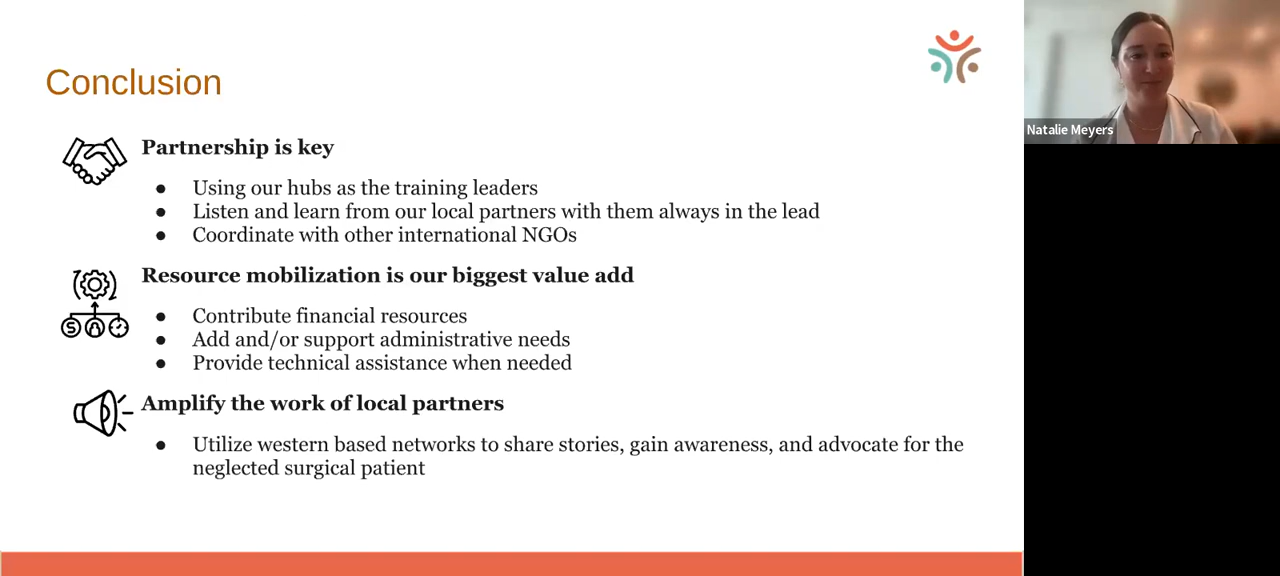 Conclusion
Partnership is key
● Using our hubs as the training leaders
● Listen and learn from our local partners with them always in the lead
● Coordinate with other international NGOs
Resource mobilization is our biggest value add
● Contribute financial resources
● Add and/or support administrative needs
● Provide technical assistance when needed
Amplify the work of local partners
● Utilize western based networks to share stories, gain awareness, and advocate for the
neglected surgical patient
Natalie Meyers